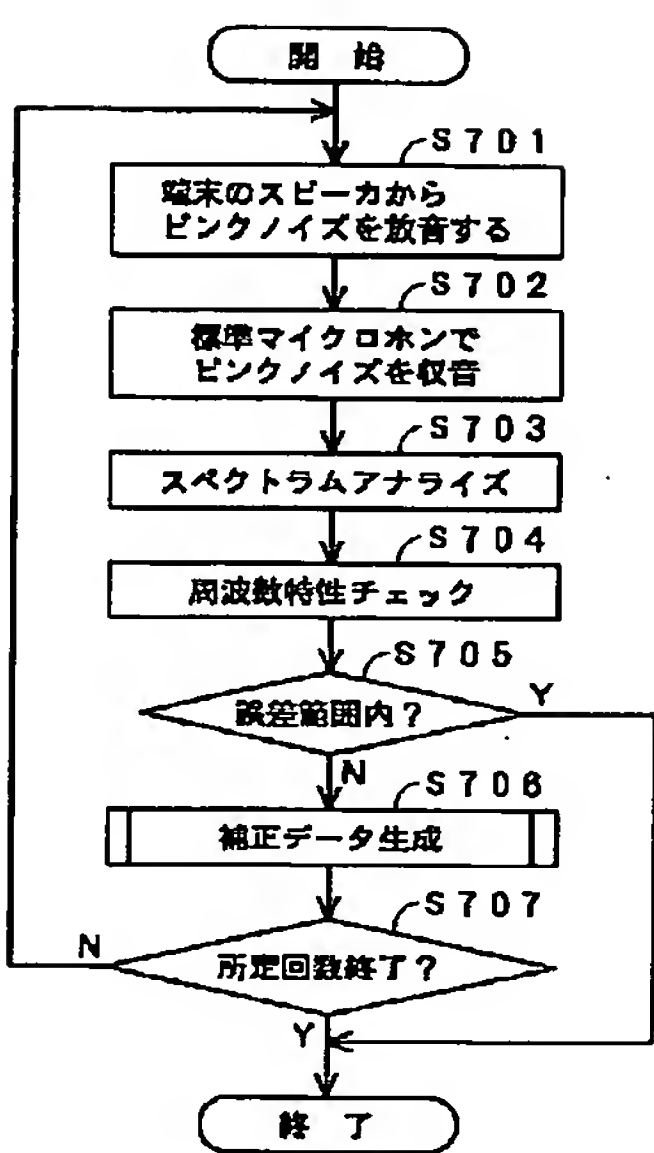 開 始
S701
端末のスピーカから
ピンクノイズを放音する
S702
標準マイクロホンで
ピンクノイズを収音
S703
スペクトラムアナライズ
S704
周波数特性チェック
S705
誤差範囲内？
Y
N
S706
補正データ生成
S707
所定回数終了？
N
Y
終 了